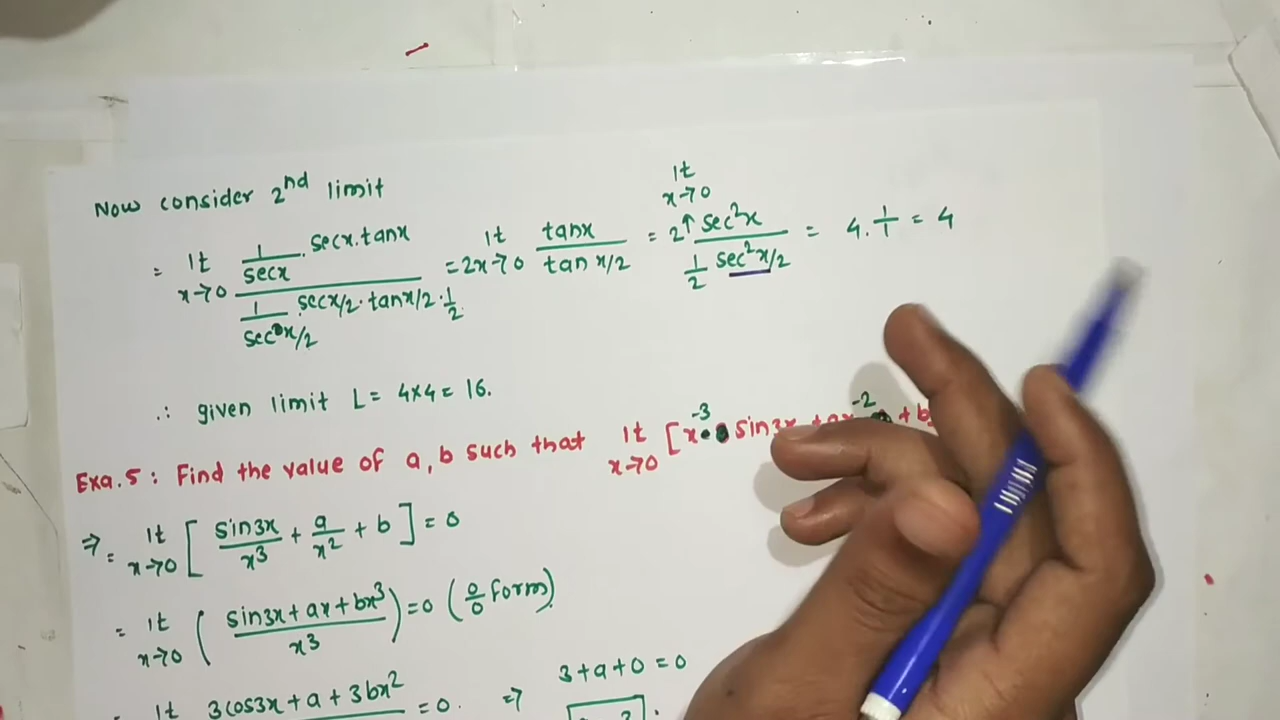 Now consider 2nd limit
= lt x→0 (1/secx · secx·tanx) / (1/sec x/2 · secx/2 · tanx/2 · 1/2) = 2 lt x→0 tanx / tan x/2 = 2 lt x→0 sec²x / (1/2 sec²x/2) = 4 · 1/1 = 4
∴ given limit L = 4×4 = 16.
Exa.5 : Find the value of a, b such that lt x→0 [x⁻³ sin3x + ax⁻² + b
⇒ = lt x→0 [ sin3x/x³ + a/x² + b ] = 0
= lt x→0 ( (sin3x + ax + bx³) / x³ ) = 0 (0/0 form)
= lt 3cos3x + a + 3bx² = 0. ⇒ 3 + a + 0 = 0